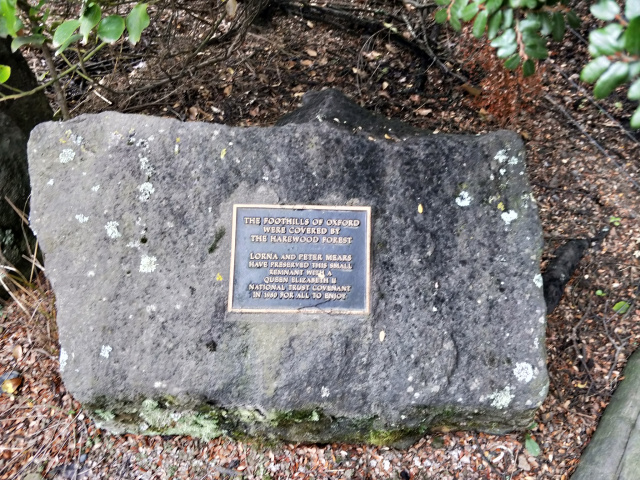 THE FOOTHILLS OF OXFORD
WERE COVERED BY
THE HAREWOOD FOREST
LORNA AND PETER MEARS
HAVE PRESERVED THIS SMALL
REMNANT WITH A
QUEEN ELIZABETH II
NATIONAL TRUST COVENANT
IN 1989 FOR ALL TO ENJOY.